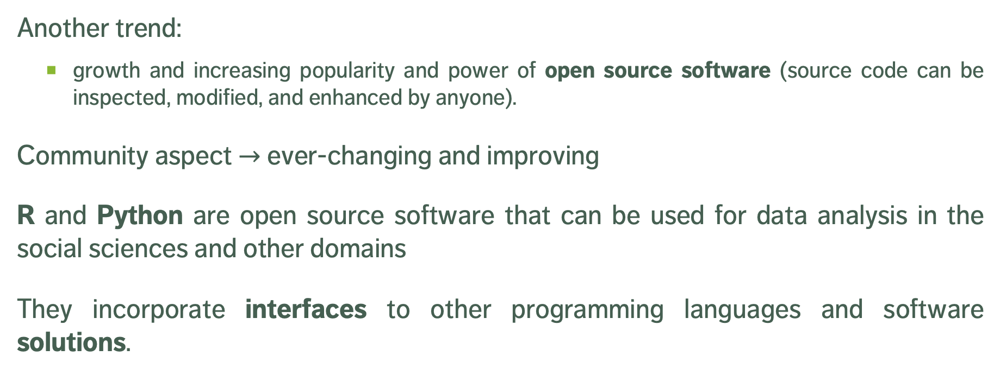 Another trend:
growth and increasing popularity and power of open source software (source code can be
inspected, modified, and enhanced by anyone).
Community aspect → ever-changing and improving
R and Python are open source software that can be used for data analysis in the
social sciences and other domains
They incorporate interfaces to other programming languages and software
solutions.